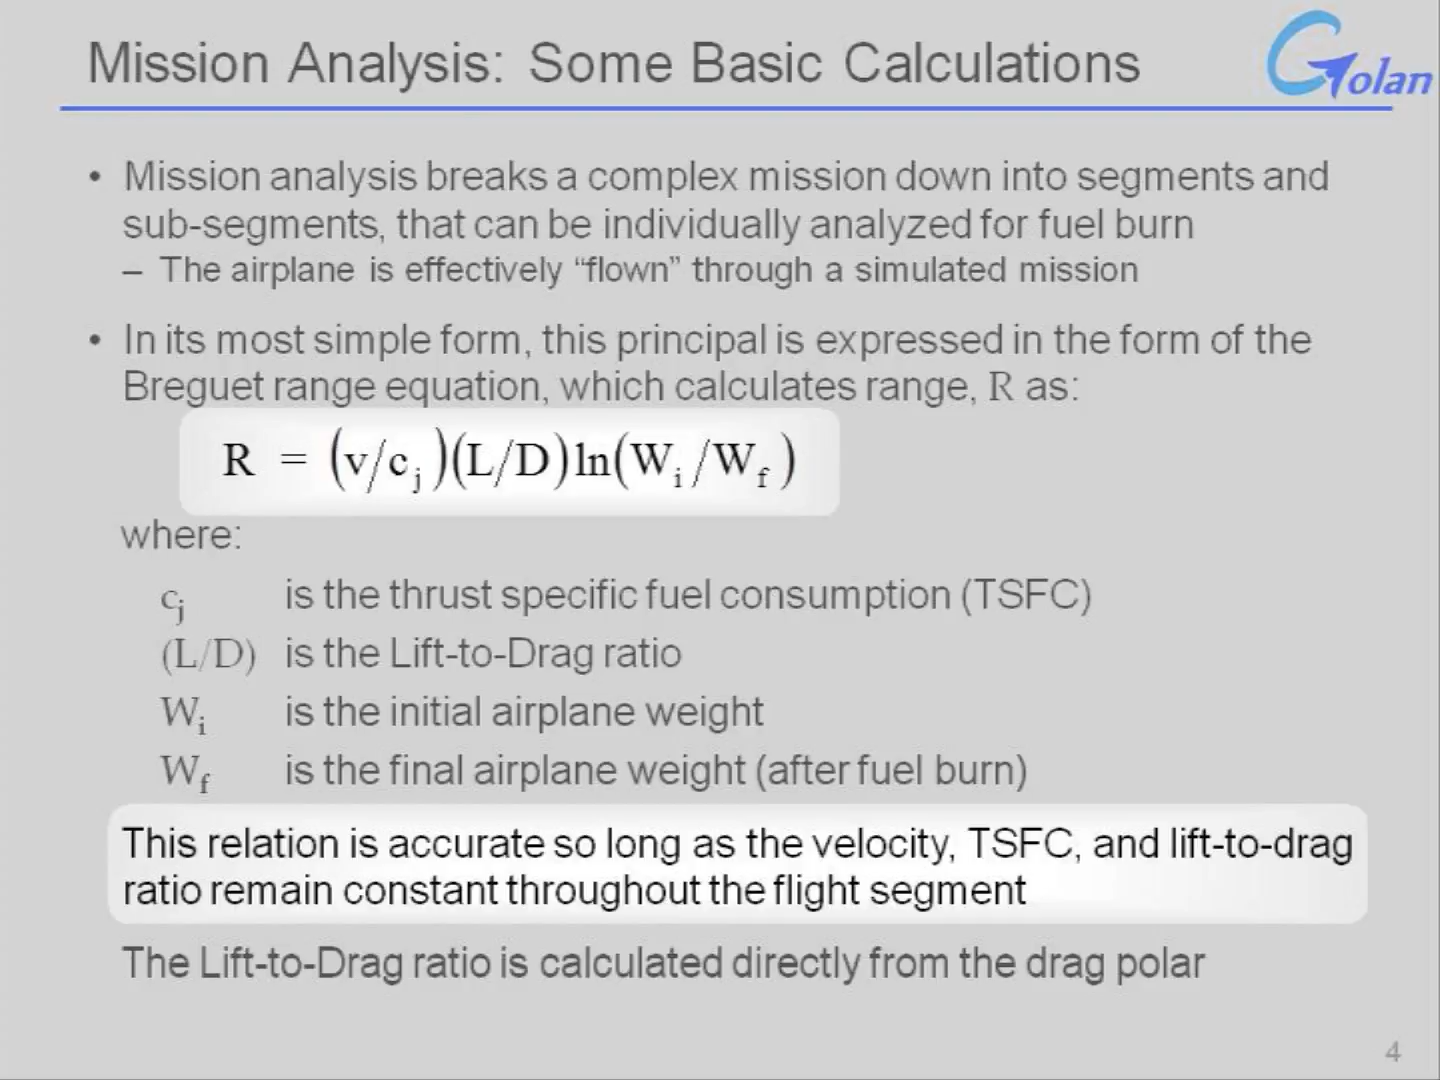 Mission Analysis: Some Basic Calculations
Golan
• Mission analysis breaks a complex mission down into segments and
sub-segments, that can be individually analyzed for fuel burn
– The airplane is effectively “flown” through a simulated mission
• In its most simple form, this principal is expressed in the form of the
Breguet range equation, which calculates range, R as:
R = (v/cj)(L/D)ln(Wi/Wf)
where:
cj is the thrust specific fuel consumption (TSFC)
(L/D) is the Lift-to-Drag ratio
Wi is the initial airplane weight
Wf is the final airplane weight (after fuel burn)
This relation is accurate so long as the velocity, TSFC, and lift-to-drag
ratio remain constant throughout the flight segment
The Lift-to-Drag ratio is calculated directly from the drag polar
4